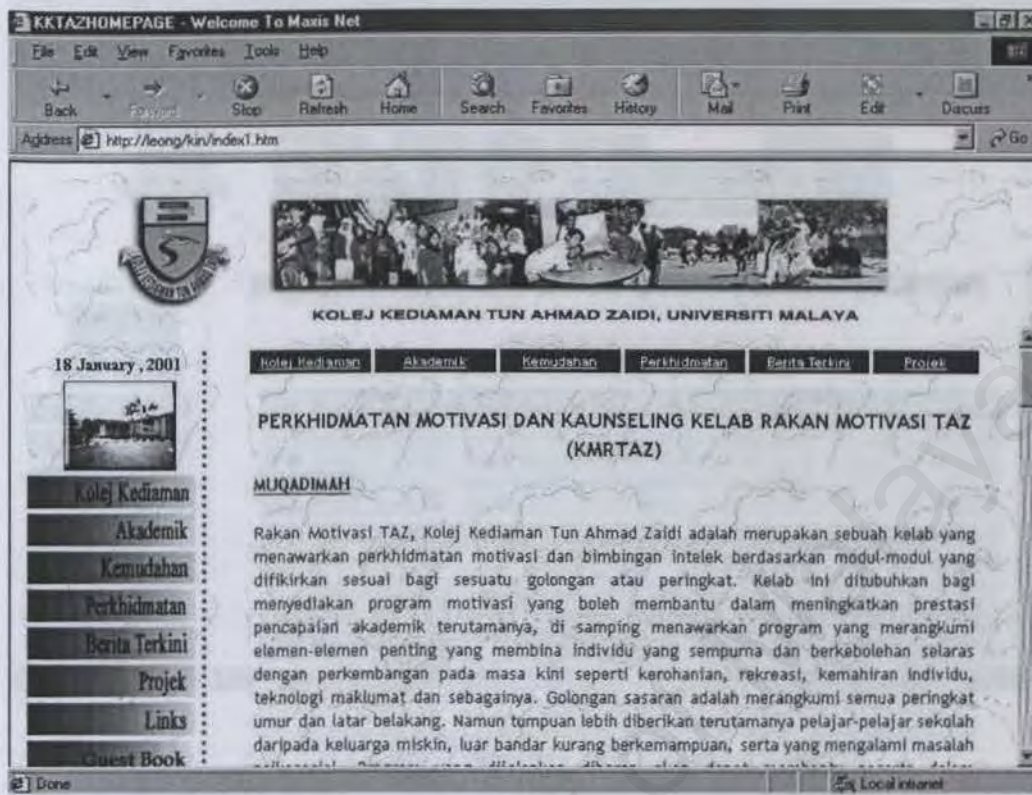 KKTAZHOMEPAGE - Welcome To Maxis Net
File Edit View Favorites Tools Help
Back Forward Stop Refresh Home Search Favorites History Mail Print Edit Discuss
Address http://leong/kin/index1.htm Go
KOLEJ KEDIAMAN TUN AHMAD ZAIDI, UNIVERSITI MALAYA
18 January , 2001
Kolej Kediaman Akademik Kemudahan Perkhidmatan Berita Terkini Projek
Kolej Kediaman
Akademik
Kemudahan
Perkhidmatan
Berita Terkini
Projek
Links
Guest Book
PERKHIDMATAN MOTIVASI DAN KAUNSELING KELAB RAKAN MOTIVASI TAZ
(KMRTAZ)
MUQADIMAH
Rakan Motivasi TAZ, Kolej Kediaman Tun Ahmad Zaidi adalah merupakan sebuah kelab yang
menawarkan perkhidmatan motivasi dan bimbingan intelek berdasarkan modul-modul yang
difikirkan sesuai bagi sesuatu golongan atau peringkat. Kelab ini ditubuhkan bagi
menyediakan program motivasi yang boleh membantu dalam meningkatkan prestasi
pencapaian akademik terutamanya, di samping menawarkan program yang merangkumi
elemen-elemen penting yang membina individu yang sempurna dan berkebolehan selaras
dengan perkembangan pada masa kini seperti kerohanian, rekreasi, kemahiran individu,
teknologi maklumat dan sebagainya. Golongan sasaran adalah merangkumi semua peringkat
umur dan latar belakang. Namun tumpuan lebih diberikan terutamanya pelajar-pelajar sekolah
daripada keluarga miskin, luar bandar kurang berkemampuan, serta yang mengalami masalah
Done Local intranet